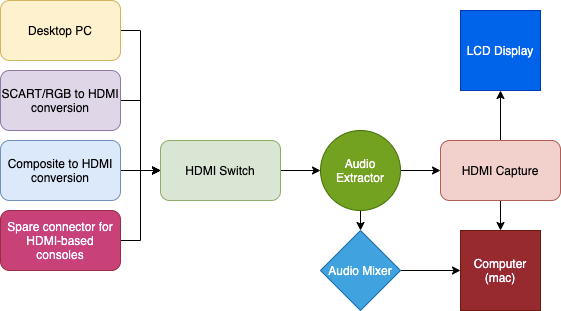 Desktop PC
SCART/RGB to HDMI
conversion
Composite to HDMI
conversion
Spare connector for
HDMI-based
consoles
HDMI Switch
Audio
Extractor
Audio Mixer
HDMI Capture
LCD Display
Computer
(mac)